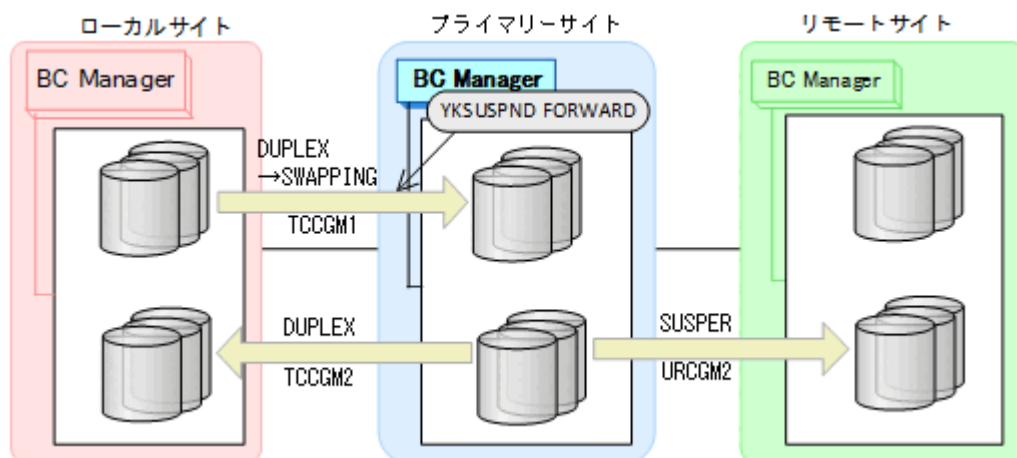 ローカルサイト
プライマリーサイト
リモートサイト
BC Manager
BC Manager
BC Manager
YKSUSPND FORWARD
DUPLEX
→SWAPPING
TCCGM1
DUPLEX
TCCGM2
SUSPER
URCGM2